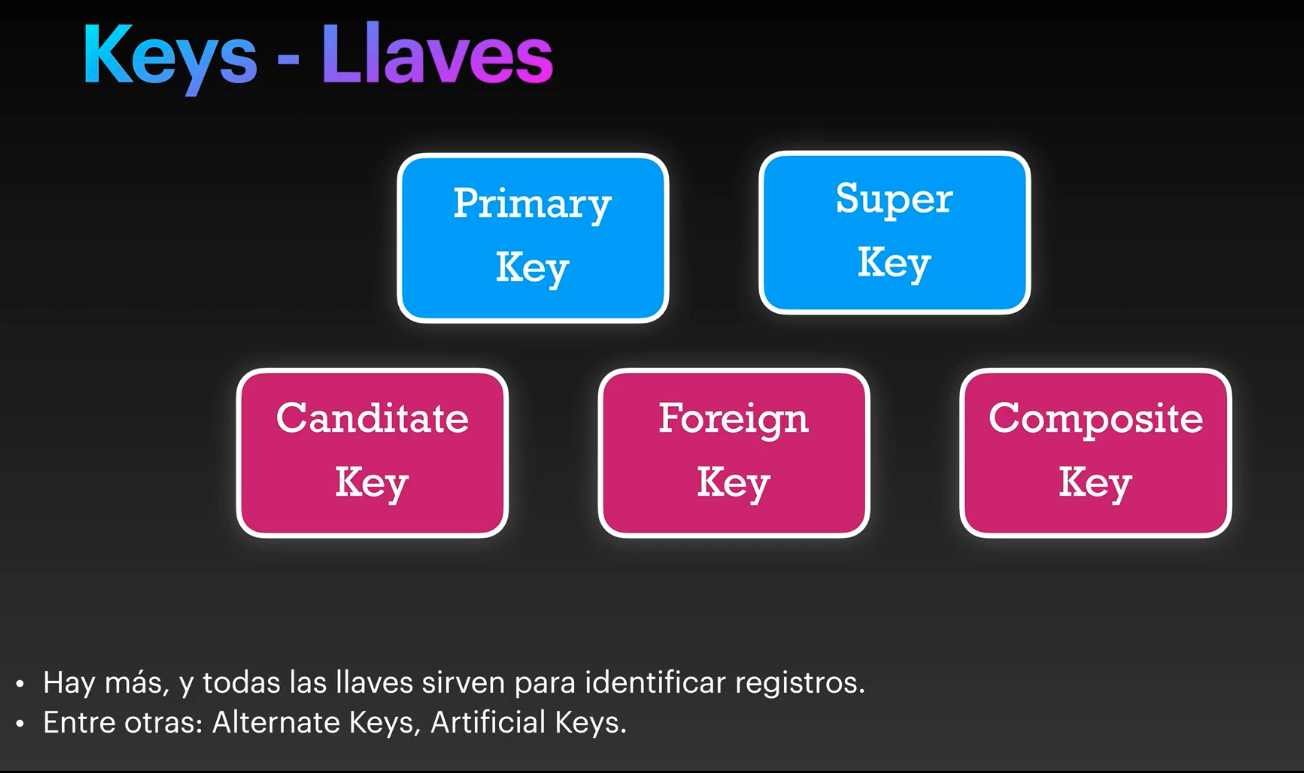 Keys - Llaves
Primary
Key
Super
Key
Canditate
Key
Foreign
Key
Composite
Key
• Hay más, y todas las llaves sirven para identificar registros.
• Entre otras: Alternate Keys, Artificial Keys.